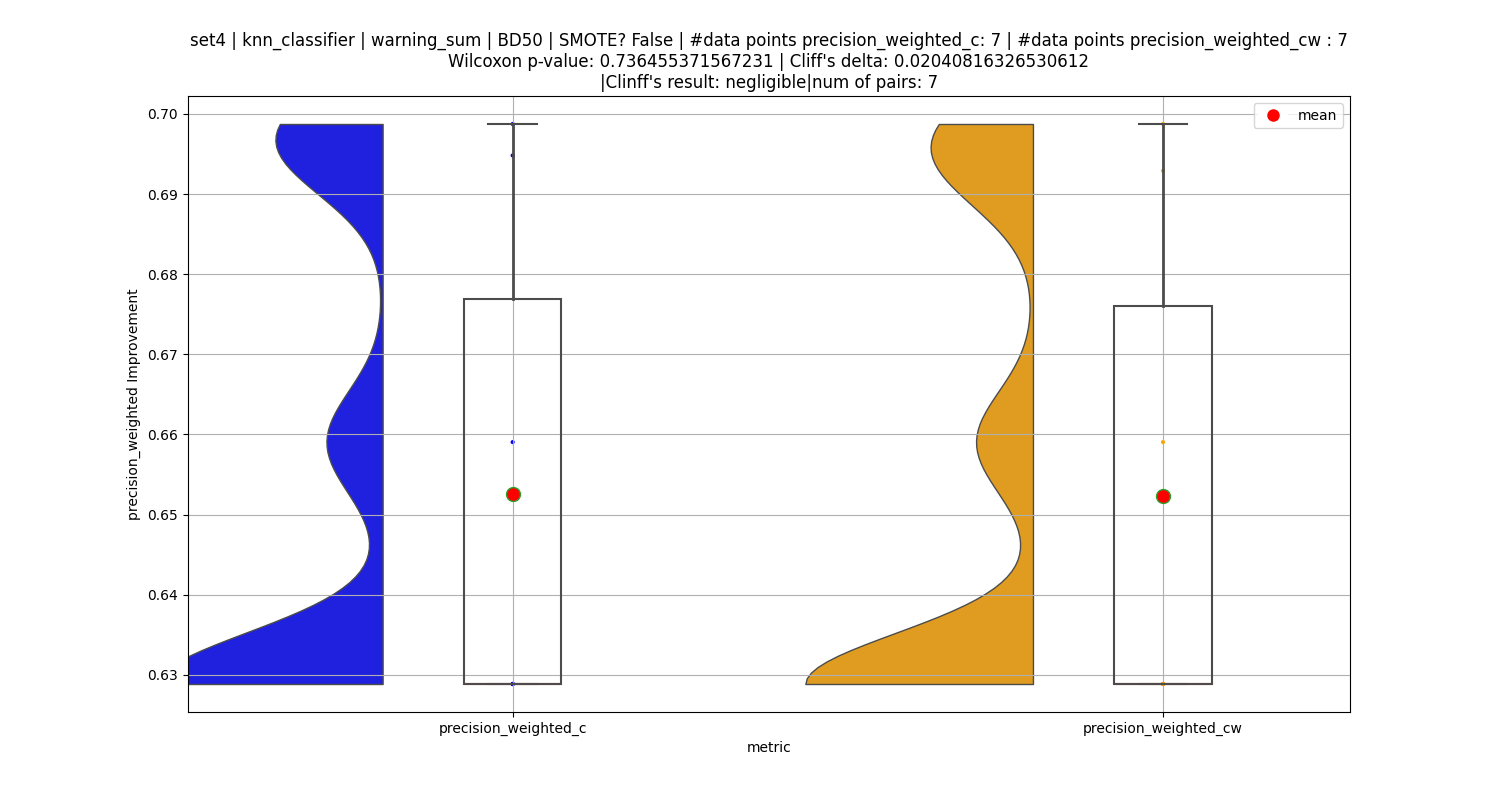 set4 | knn_classifier | warning_sum | BD50 | SMOTE? False | #data points precision_weighted_c: 7 | #data points precision_weighted_cw : 7
Wilcoxon p-value: 0.736455371567231 | Cliff's delta: 0.02040816326530612
|Clinff's result: negligible|num of pairs: 7
mean
0.70
0.69
0.68
0.67
0.66
0.65
0.64
0.63
precision_weighted Improvement
precision_weighted_c
precision_weighted_cw
metric